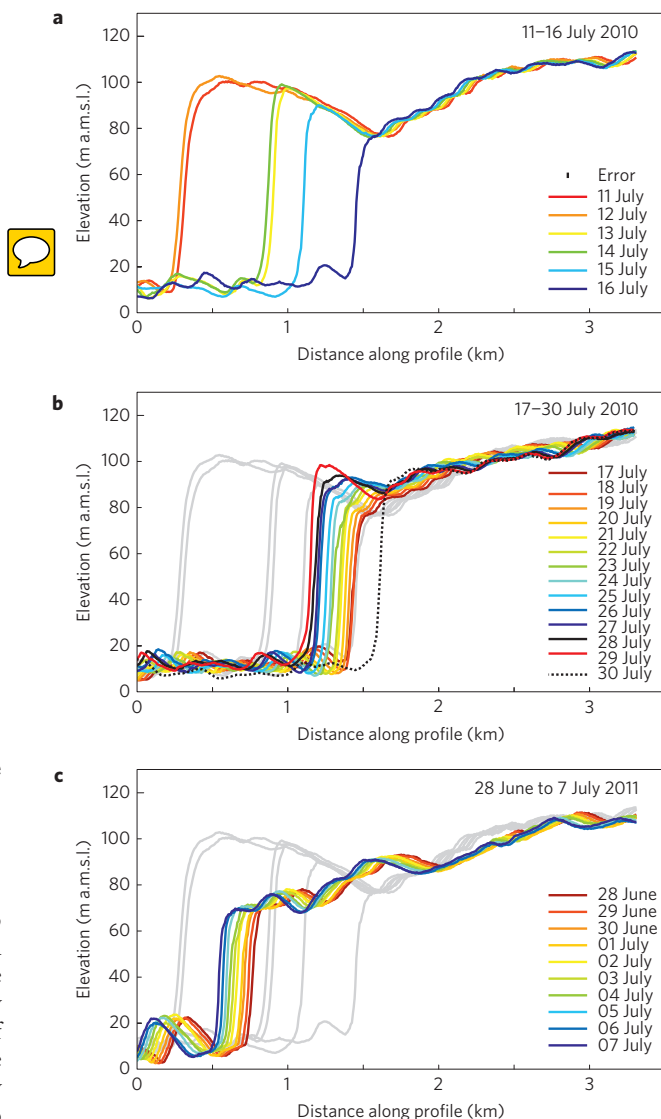 a
11–16 July 2010
120
100
80
60
40
20
0
Elevation (m a.m.s.l.)
Error
11 July
12 July
13 July
14 July
15 July
16 July
0 1 2 3
Distance along profile (km)
b
17–30 July 2010
120
100
80
60
40
20
0
Elevation (m a.m.s.l.)
17 July
18 July
19 July
20 July
21 July
22 July
23 July
24 July
25 July
26 July
27 July
28 July
29 July
30 July
0 1 2 3
Distance along profile (km)
c
28 June to 7 July 2011
120
100
80
60
40
20
0
Elevation (m a.m.s.l.)
28 June
29 June
30 June
01 July
02 July
03 July
04 July
05 July
06 July
07 July
0 1 2 3
Distance along profile (km)